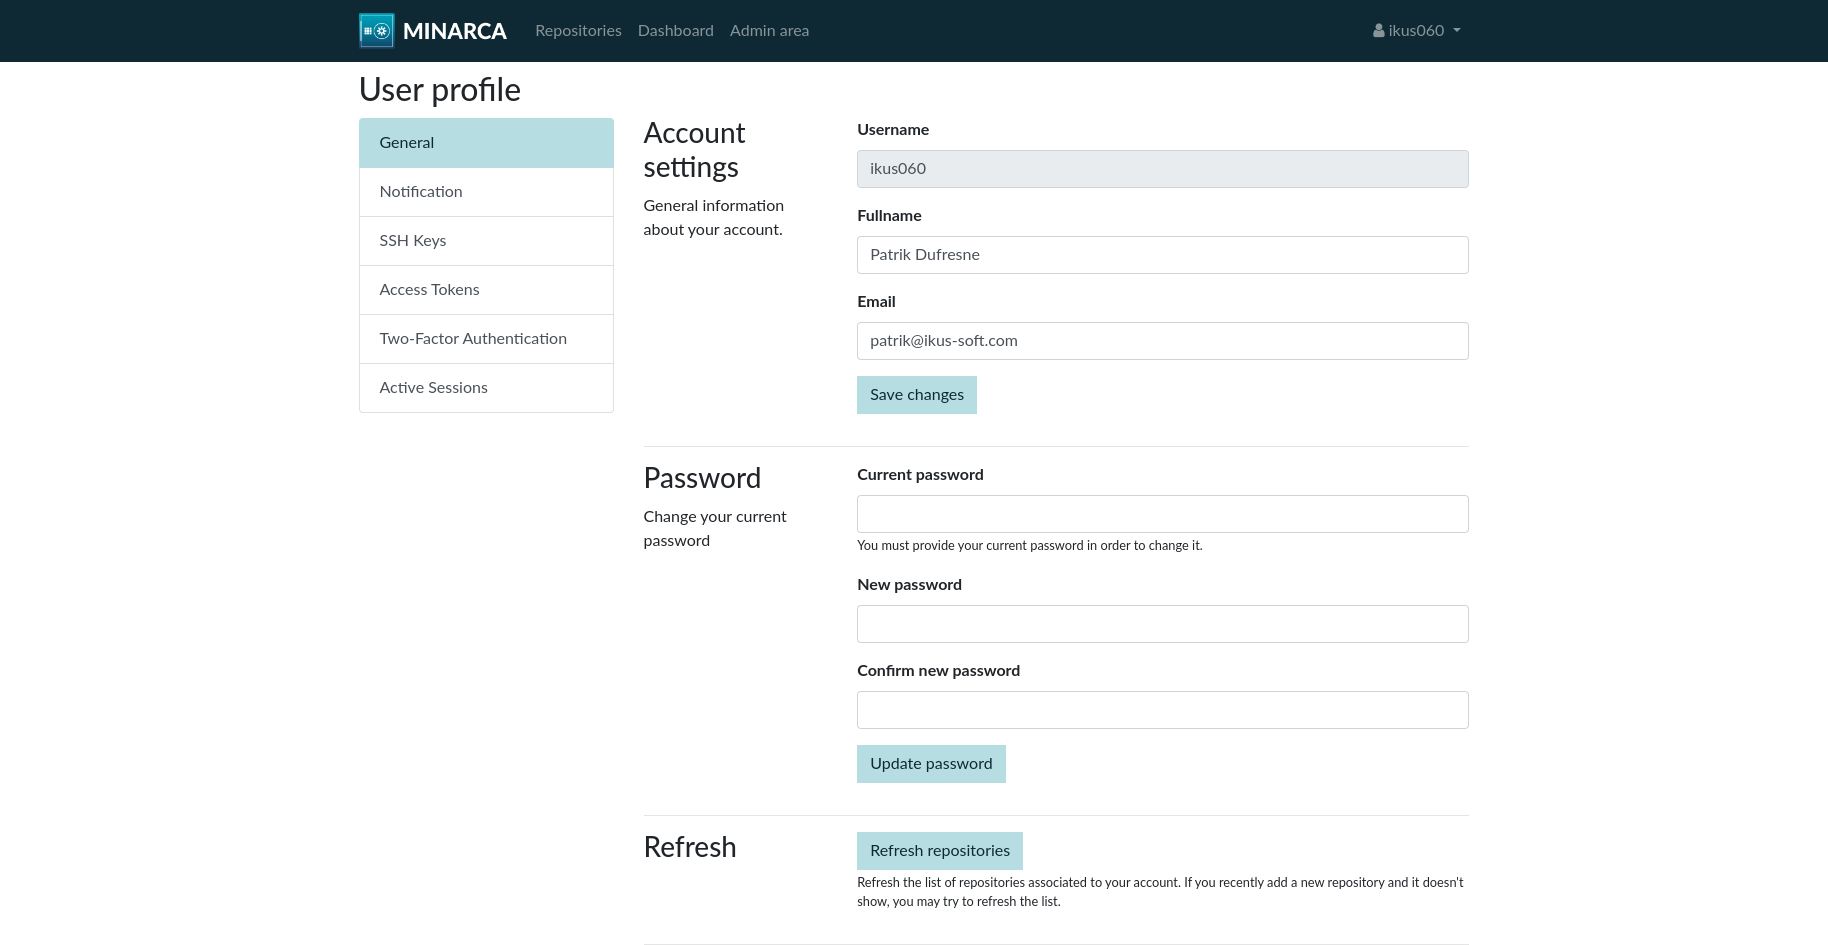 MINARCA
Repositories
Dashboard
Admin area
ikus060
User profile
General
Notification
SSH Keys
Access Tokens
Two-Factor Authentication
Active Sessions
Account
settings
General information
about your account.
Username
ikus060
Fullname
Patrik Dufresne
Email
patrik@ikus-soft.com
Save changes
Password
Change your current
password
Current password
You must provide your current password in order to change it.
New password
Confirm new password
Update password
Refresh
Refresh repositories
Refresh the list of repositories associated to your account. If you recently add a new repository and it doesn't
show, you may try to refresh the list.